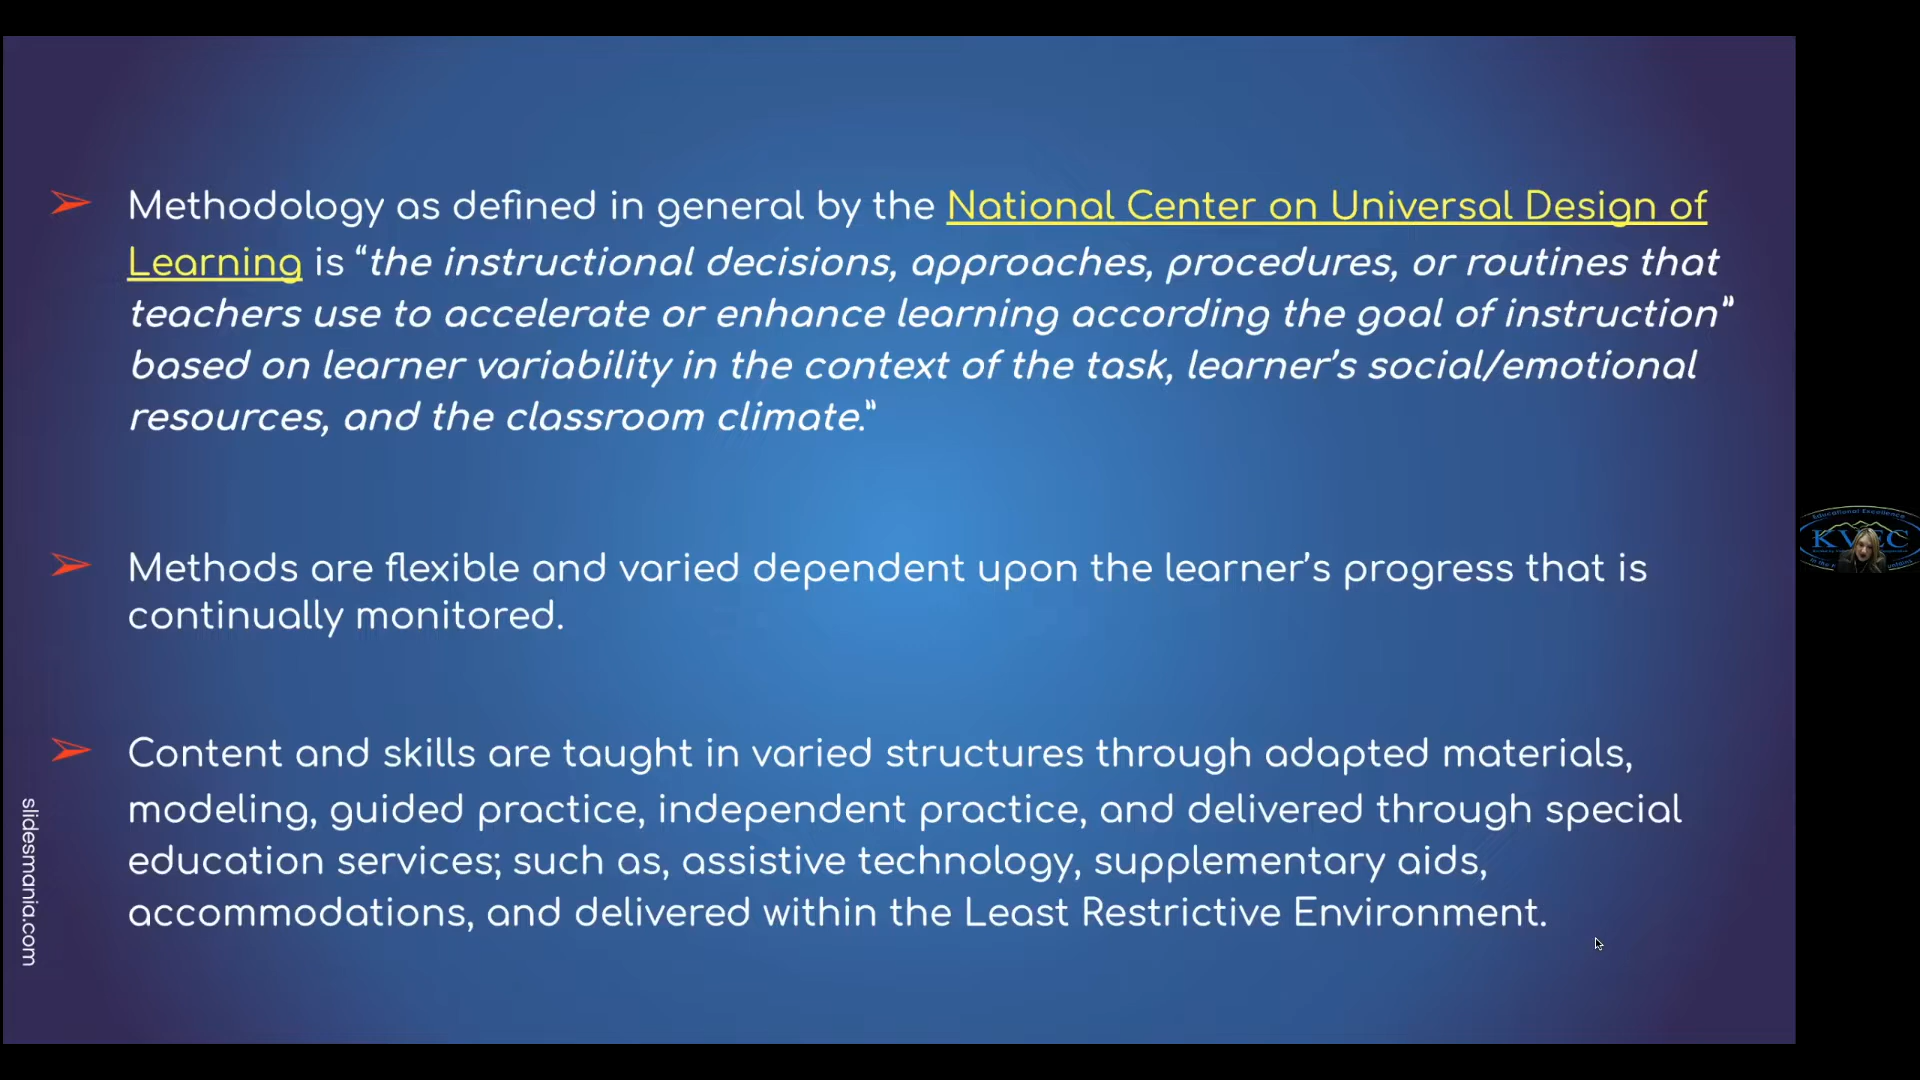 ➢ Methodology as defined in general by the National Center on Universal Design of
Learning is “the instructional decisions, approaches, procedures, or routines that
teachers use to accelerate or enhance learning according the goal of instruction”
based on learner variability in the context of the task, learner’s social/emotional
resources, and the classroom climate.”
➢ Methods are flexible and varied dependent upon the learner’s progress that is
continually monitored.
➢ Content and skills are taught in varied structures through adapted materials,
modeling, guided practice, independent practice, and delivered through special
education services; such as, assistive technology, supplementary aids,
accommodations, and delivered within the Least Restrictive Environment.
slidesmania.com
Educational Excellence
KVEC
in the